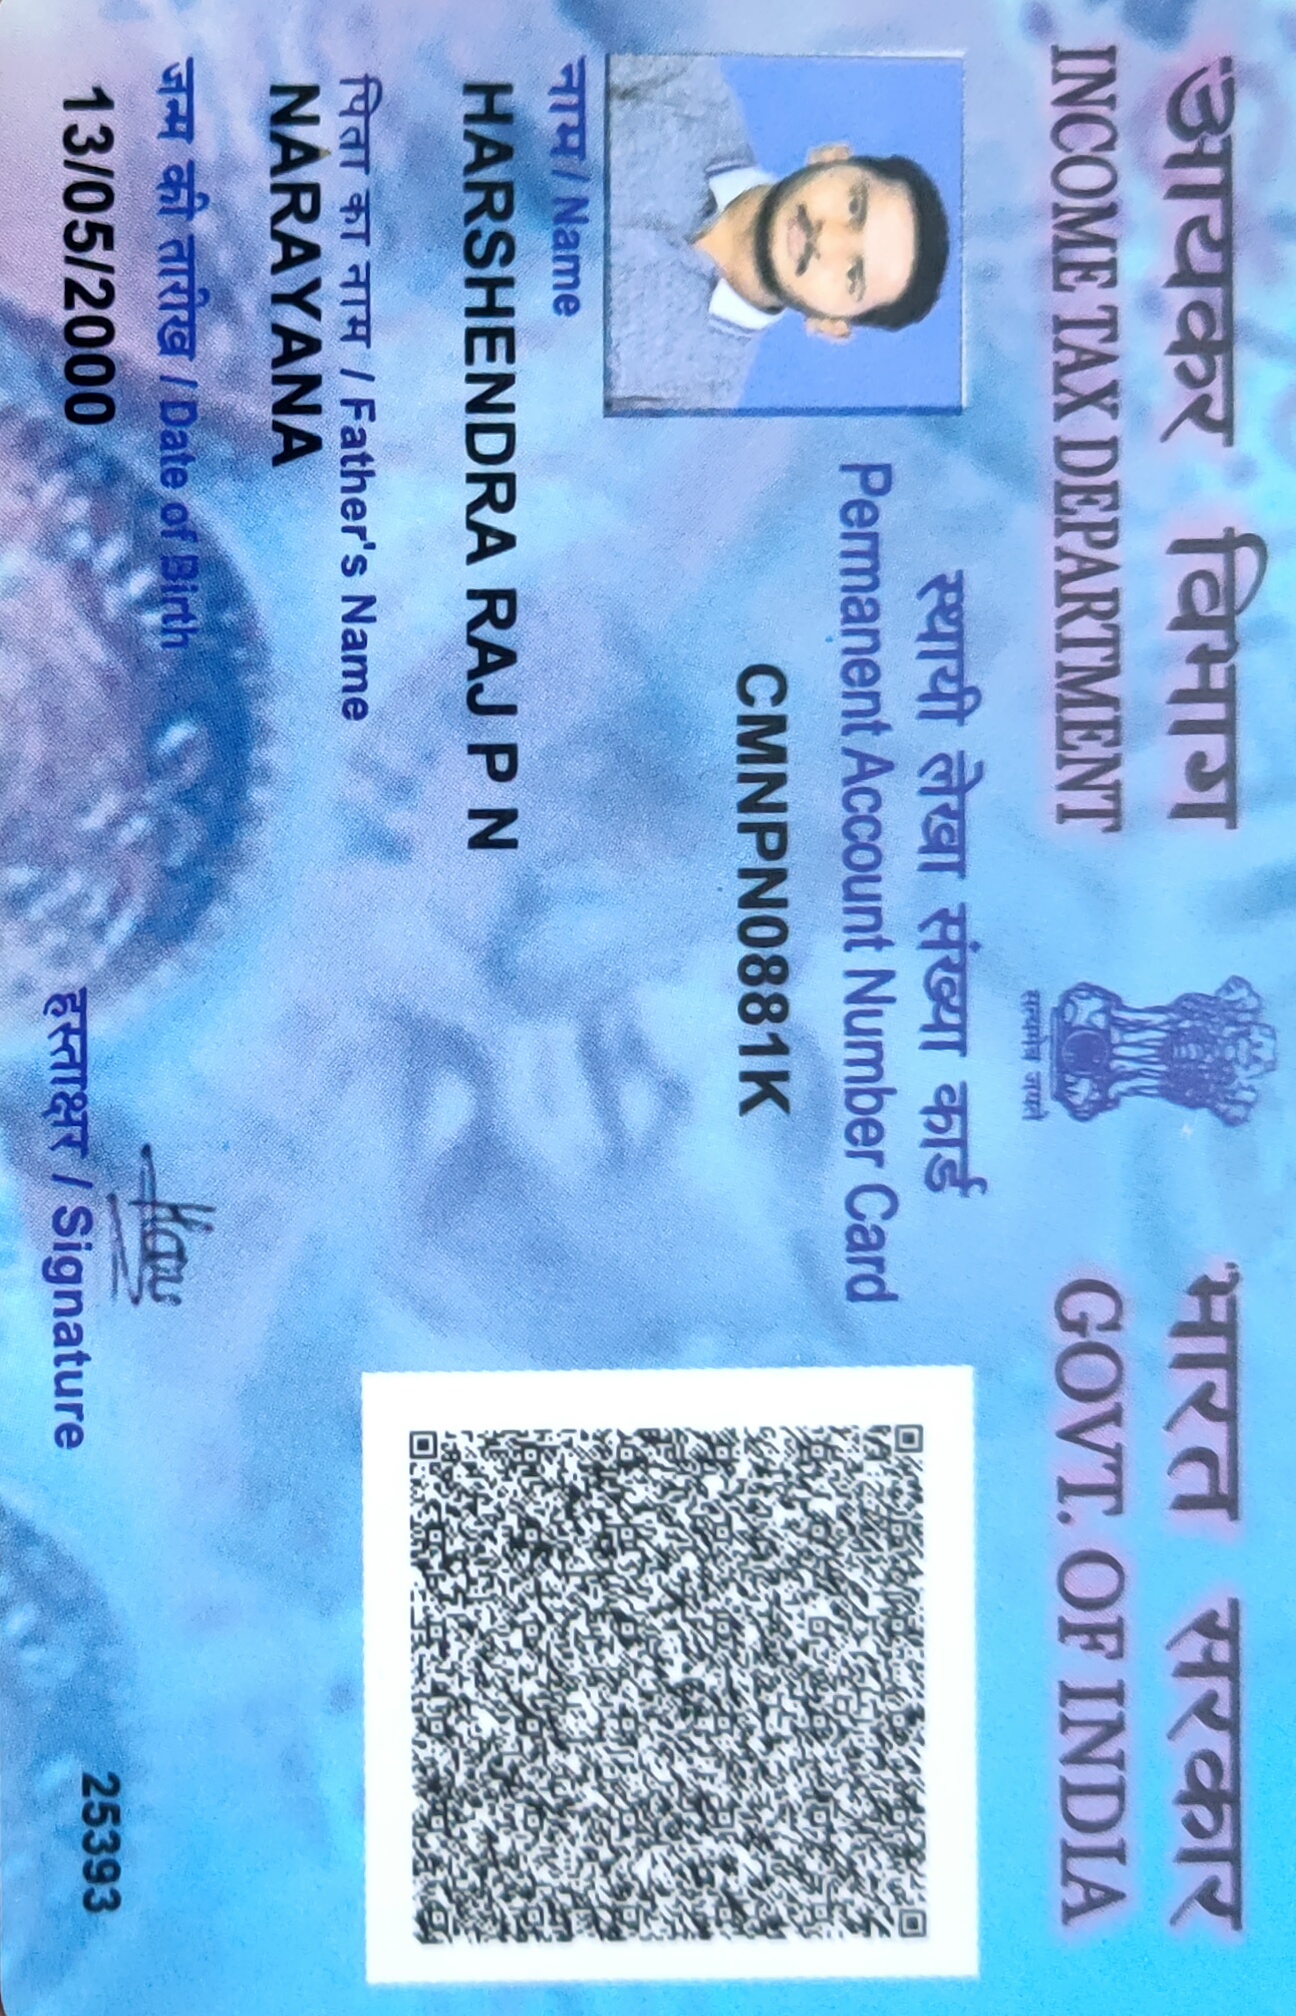 आयकर विभाग
INCOME TAX DEPARTMENT
सत्यमेव जयते
भारत सरकार
GOVT. OF INDIA
स्थायी लेखा संख्या कार्ड
Permanent Account Number Card
CMNPN0881K
नाम / Name
HARSHENDRA RAJ P N
पिता का नाम / Father's Name
NARAYANA
जन्म की तारीख / Date of Birth
13/05/2000
हस्ताक्षर / Signature
25393